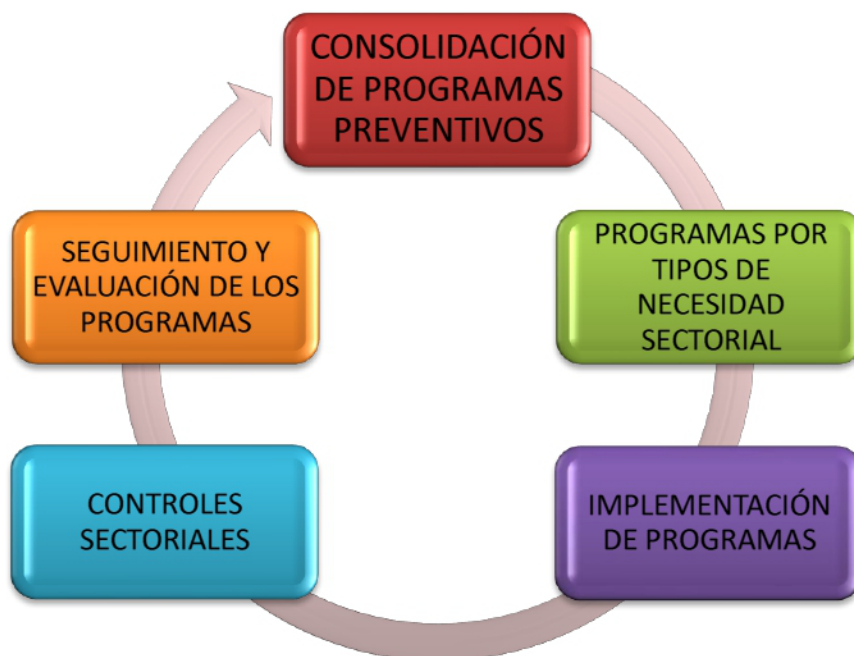 CONSOLIDACIÓN
DE PROGRAMAS
PREVENTIVOS
PROGRAMAS POR
TIPOS DE
NECESIDAD
SECTORIAL
IMPLEMENTACIÓN
DE PROGRAMAS
CONTROLES
SECTORIALES
SEGUIMIENTO Y
EVALUACIÓN DE LOS
PROGRAMAS